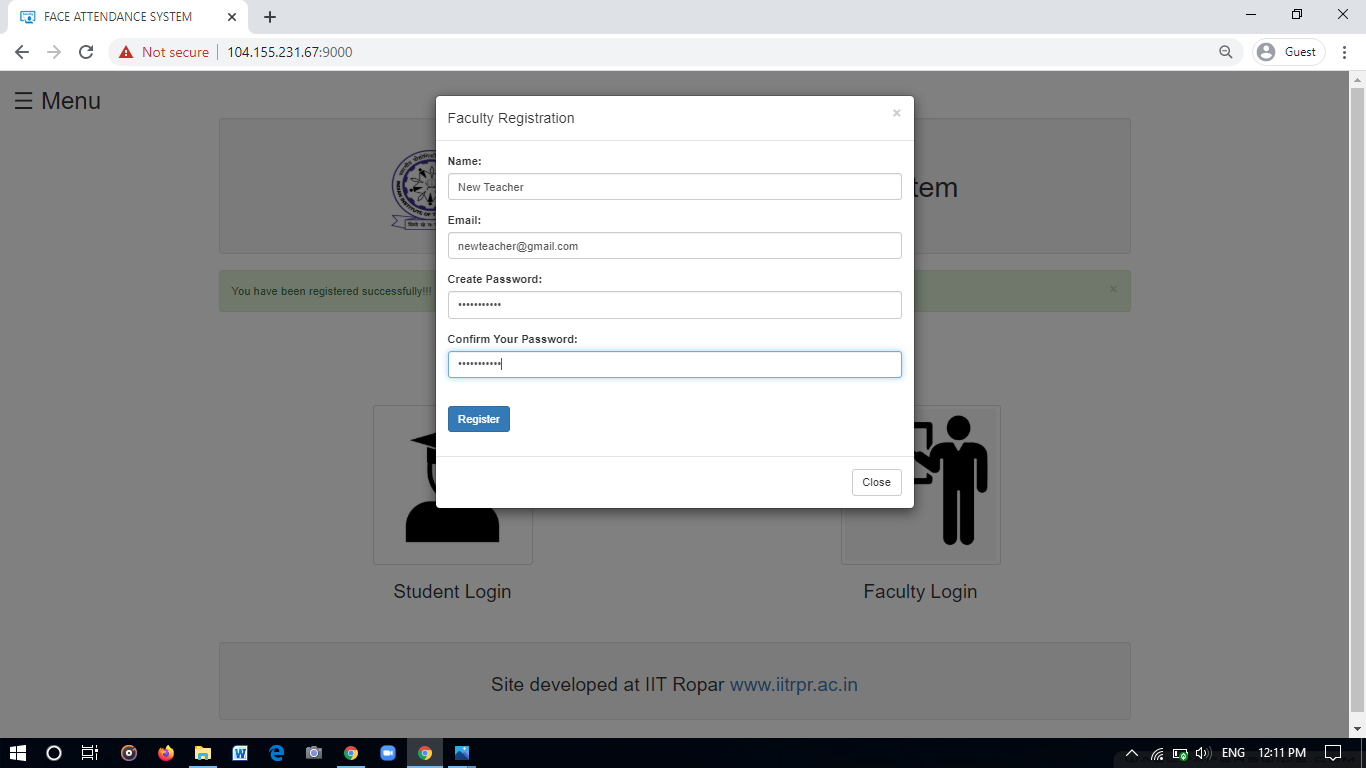 FACE ATTENDANCE SYSTEM
Not secure
104.155.231.67:9000
Guest
☰ Menu
Faculty Registration
×
Name:
New Teacher
tem
Email:
newteacher@gmail.com
Create Password:
•••••••••••
You have been registered successfully!!!
×
Confirm Your Password:
•••••••••••
Register
Close
Student Login
Faculty Login
Site developed at IIT Ropar www.iitrpr.ac.in
ENG
12:11 PM